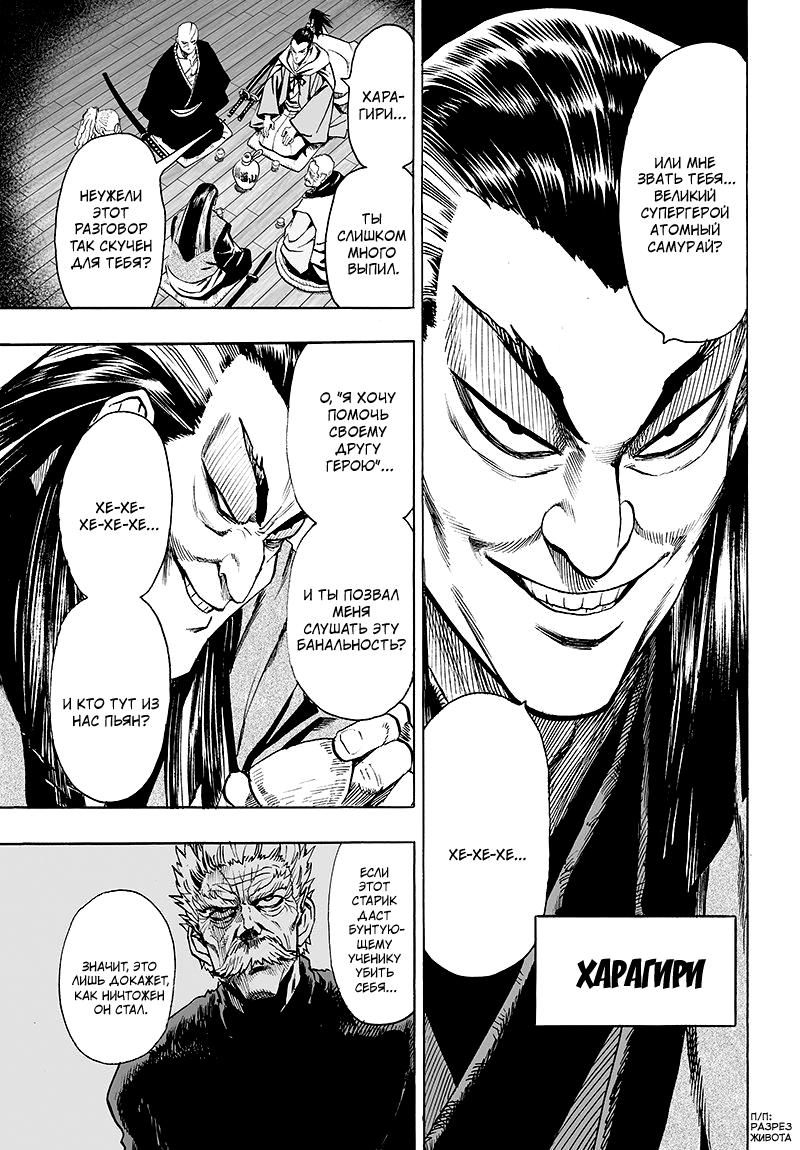 ИЛИ МНЕ
ЗВАТЬ ТЕБЯ...
ВЕЛИКИЙ
СУПЕРГЕРОЙ
АТОМНЫЙ
САМУРАЙ?
ХЕ-ХЕ-ХЕ...
ХАРАГИРИ
П/П:
РАЗРЕЗ
ЖИВОТА
ХАРА-
ГИРИ...
ТЫ
СЛИШКОМ
МНОГО
ВЫПИЛ.
НЕУЖЕЛИ
ЭТОТ
РАЗГОВОР
ТАК СКУЧЕН
ДЛЯ ТЕБЯ?
О, "Я ХОЧУ
ПОМОЧЬ
СВОЕМУ
ДРУГУ
ГЕРОЮ"...
И ТЫ ПОЗВАЛ
МЕНЯ
СЛУШАТЬ ЭТУ
БАНАЛЬНОСТЬ?
ХЕ-ХЕ-
ХЕ-ХЕ-ХЕ...
И КТО ТУТ ИЗ
НАС ПЬЯН?
ЕСЛИ
ЭТОТ
СТАРИК
ДАСТ
БУНТУЮ-
ЩЕМУ
УЧЕНИКУ
УБИТЬ
СЕБЯ...
ЗНАЧИТ, ЭТО
ЛИШЬ ДОКАЖЕТ,
КАК НИЧТОЖЕН
ОН СТАЛ.